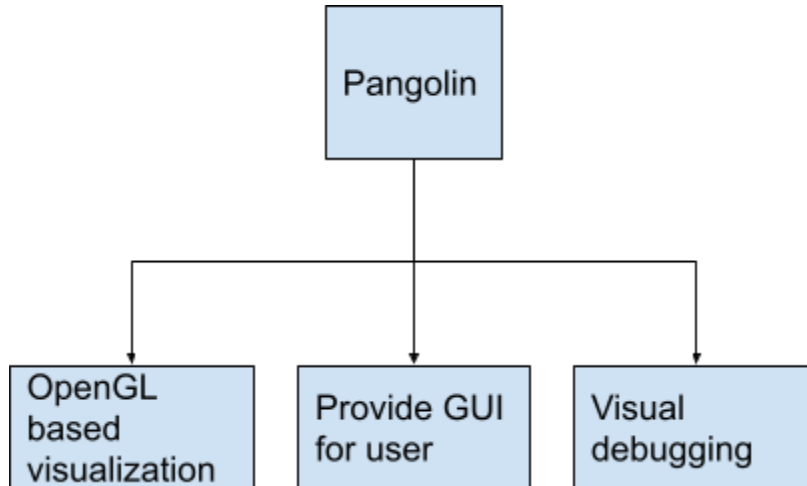 Pangolin
OpenGL
based
visualization
Provide GUI
for user
Visual
debugging